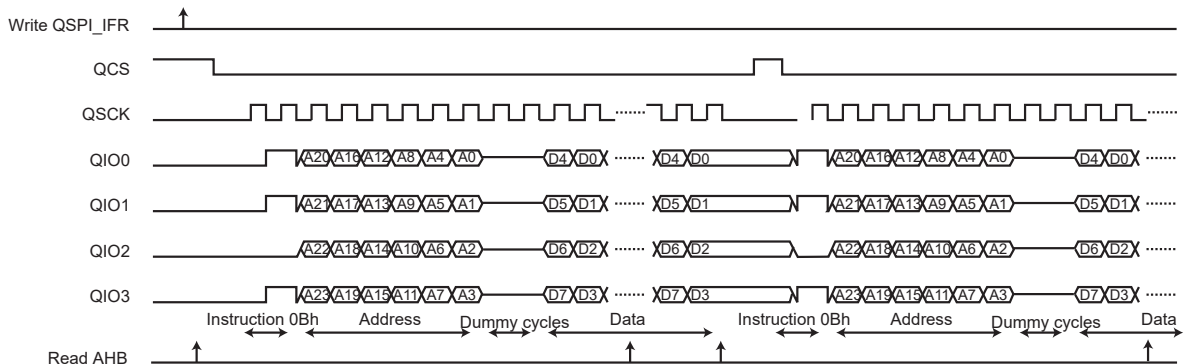 Write QSPI_IFR
QCS
QSCK
QIO0 A20 A16 A12 A8 A4 A0 D4 D0 D4 D0 A20 A16 A12 A8 A4 A0 D4 D0
QIO1 A21 A17 A13 A9 A5 A1 D5 D1 D5 D1 A21 A17 A13 A9 A5 A1 D5 D1
QIO2 A22 A18 A14 A10 A6 A2 D6 D2 D6 D2 A22 A18 A14 A10 A6 A2 D6 D2
QIO3 A23 A19 A15 A11 A7 A3 D7 D3 D7 D3 A23 A19 A15 A11 A7 A3 D7 D3
Instruction 0Bh Address Dummy cycles Data Instruction 0Bh Address Dummy cycles Data
Read AHB